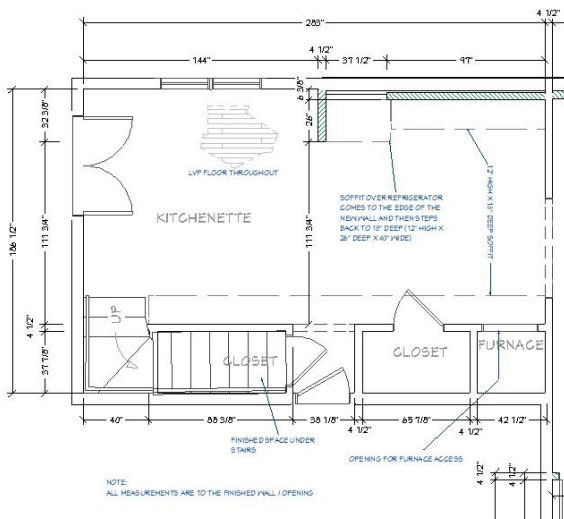 283"
4 1/2"
144"
4 1/2"
37 1/2"
97"
6 3/8"
32 3/8"
26"
LVP FLOOR THROUGHOUT
SOFFIT OVER REFRIGERATOR
COMES TO THE EDGE OF THE
NEW WALL AND THEN STEPS
BACK TO 13" DEEP (12" HIGH X
26" DEEP X 40" WIDE)
12" HIGH X 13" DEEP SOFFIT
KITCHENETTE
186 1/2"
111 3/4"
111 3/4"
UP
4 1/2"
37 7/8"
CLOSET
CLOSET
FURNACE
40"
88 3/8"
38 1/8"
4 1/2"
65 7/8"
4 1/2"
42 1/2"
FINISHED SPACE UNDER
STAIRS
OPENING FOR FURNACE ACCESS
4 1/2"
4 1/2"
NOTE:
ALL MEASUREMENTS ARE TO THE FINISHED WALL / OPENING